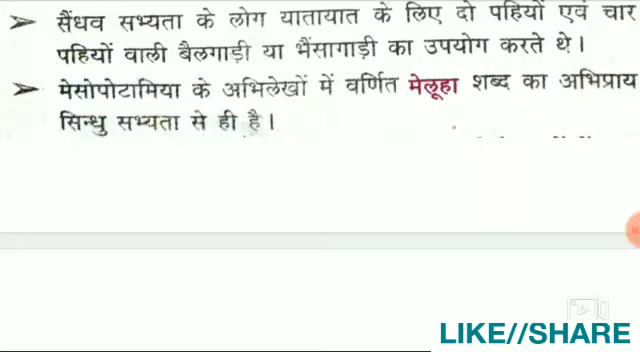 ➢ सैंधव सभ्यता के लोग यातायात के लिए दो पहियों एवं चार
पहियों वाली बैलगाड़ी या भैंसागाड़ी का उपयोग करते थे।
➢ मेसोपोटामिया के अभिलेखों में वर्णित मेलूहा शब्द का अभिप्राय
सिन्धु सभ्यता से ही है।
LIKE//SHARE